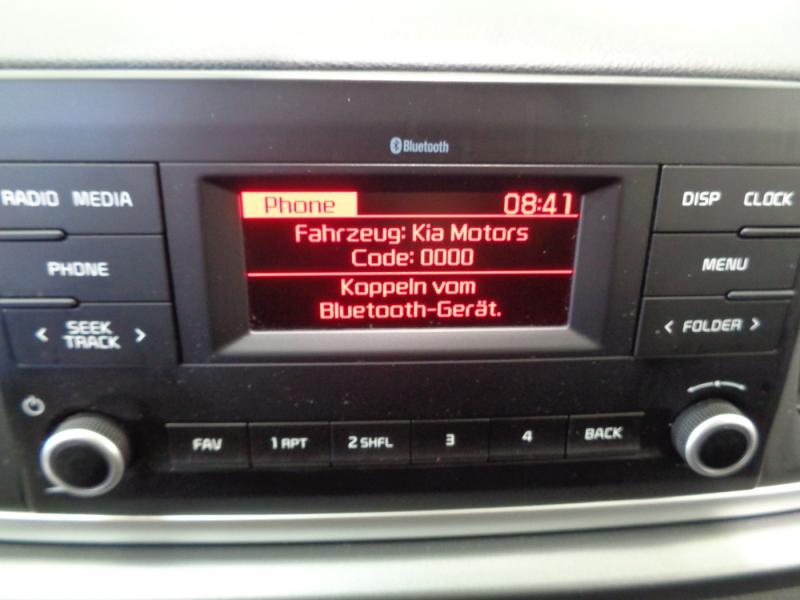 Bluetooth
RADIO MEDIA
DISP CLOCK
Phone 08:41
Fahrzeug: Kia Motors
Code: 0000
Koppeln vom
Bluetooth-Gerät.
PHONE
MENU
< SEEK TRACK >
< FOLDER >
FAV 1 RPT 2 SHFL 3 4 BACK